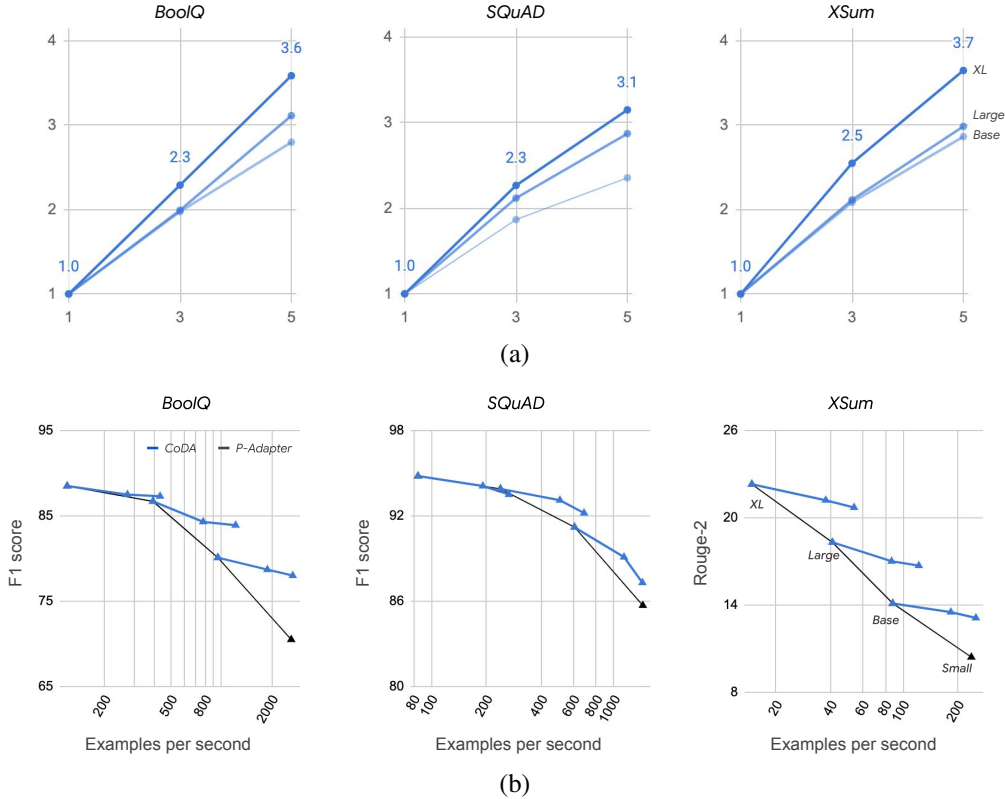 BoolQ
SQuAD
XSum
4
3
2
1
1.0
2.3
3.6
1
3
5
4
3
2
1
1.0
2.3
3.1
1
3
5
4
3
2
1
1.0
2.5
3.7
XL
Large
Base
1
3
5
(a)
BoolQ
SQuAD
XSum
F1 score
95
85
75
65
CoDA
P-Adapter
200
500
800
2000
Examples per second
F1 score
98
92
86
80
80
100
200
400
600
800
1000
Examples per second
Rouge-2
26
20
14
8
XL
Large
Base
Small
20
40
60
80
100
200
Examples per second
(b)